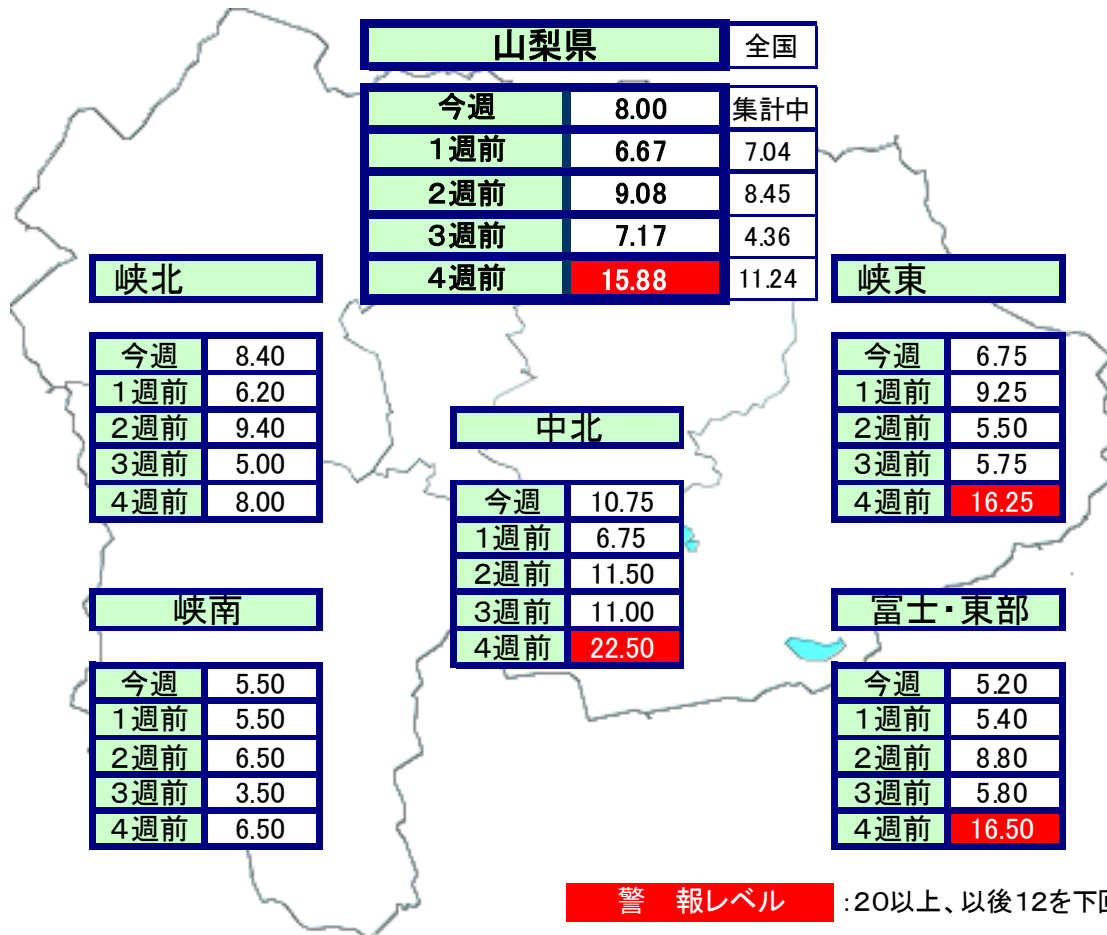 山梨県 全国
今週 8.00 集計中
1週前 6.67 7.04
2週前 9.08 8.45
3週前 7.17 4.36
4週前 15.88 11.24
峡北
今週 8.40
1週前 6.20
2週前 9.40
3週前 5.00
4週前 8.00
峡東
今週 6.75
1週前 9.25
2週前 5.50
3週前 5.75
4週前 16.25
中北
今週 10.75
1週前 6.75
2週前 11.50
3週前 11.00
4週前 22.50
峡南
今週 5.50
1週前 5.50
2週前 6.50
3週前 3.50
4週前 6.50
富士・東部
今週 5.20
1週前 5.40
2週前 8.80
3週前 5.80
4週前 16.50
警 報レベル :20以上、以後12を下回